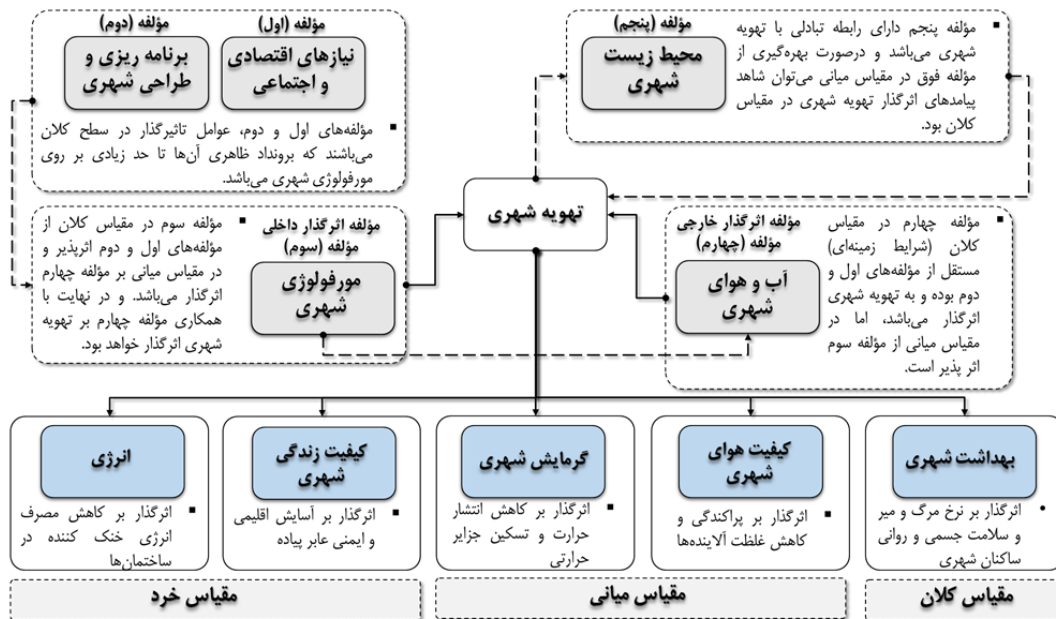 مؤلفه (پنجم)
محیط زیست
شهری
▪ مؤلفه پنجم دارای رابطه تبادلی با تهویه
شهری می‌باشد و درصورت بهره‌گیری از
مؤلفه فوق در مقیاس میانی می‌توان شاهد
پیامدهای اثرگذار تهویه شهری در مقیاس
کلان بود.
مؤلفه (اول)
نیازهای اقتصادی
و اجتماعی
مؤلفه (دوم)
برنامه ریزی و
طراحی شهری
▪ مؤلفه‌های اول و دوم، عوامل تاثیرگذار در سطح کلان
می‌باشند که برونداد ظاهری آن‌ها تا حد زیادی بر روی
مورفولوژی شهری می‌باشد.
تهویه شهری
▪ مؤلفه چهارم در مقیاس
کلان (شرایط زمینه‌ای)
مستقل از مؤلفه‌های اول و
دوم بوده و به تهویه شهری
اثرگذار می‌باشد، اما در
مقیاس میانی از مؤلفه سوم
اثر پذیر است.
مؤلفه اثرگذار خارجی
مؤلفه (چهارم)
آب و هوای
شهری
مؤلفه اثرگذار داخلی
مؤلفه (سوم)
مورفولوژی
شهری
▪ مؤلفه سوم در مقیاس کلان از
مؤلفه‌های اول و دوم اثرپذیر و
در مقیاس میانی بر مؤلفه چهارم
اثرگذار می‌باشد. و در نهایت با
همکاری مؤلفه چهارم بر تهویه
شهری اثرگذار خواهد بود.
بهداشت شهری
• اثرگذار بر نرخ مرگ و میر
و سلامت جسمی و روانی
ساکنان شهری
کیفیت هوای
شهری
▪ اثرگذار بر پراکندگی و
کاهش غلظت آلاینده‌ها
گرمایش شهری
▪ اثرگذار بر کاهش انتشار
حرارت و تسکین جزایر
حرارتی
کیفیت زندگی
شهری
▪ اثرگذار بر آسایش اقلیمی
و ایمنی عابر پیاده
انرژی
▪ اثرگذار بر کاهش مصرف
انرژی خنک کننده در
ساختمان‌ها
مقیاس کلان
مقیاس میانی
مقیاس خرد